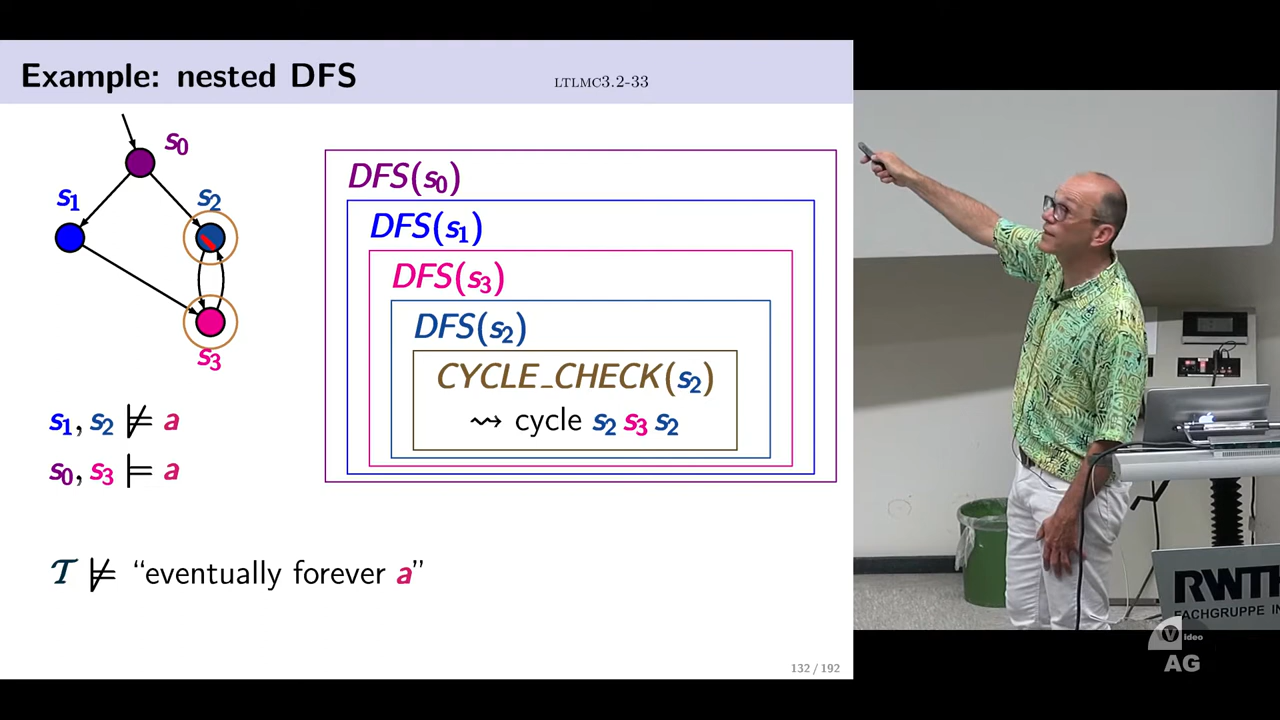 Example: nested DFS
LTLMC3.2-33
s0
s1
s2
s3
DFS(s0)
DFS(s1)
DFS(s3)
DFS(s2)
CYCLE_CHECK(s2)
⇝ cycle s2 s3 s2
s1, s2 ⊭ a
s0, s3 ⊨ a
T ⊭ “eventually forever a”
132 / 192
RWTH
FACHGRUPPE IN
Video
AG